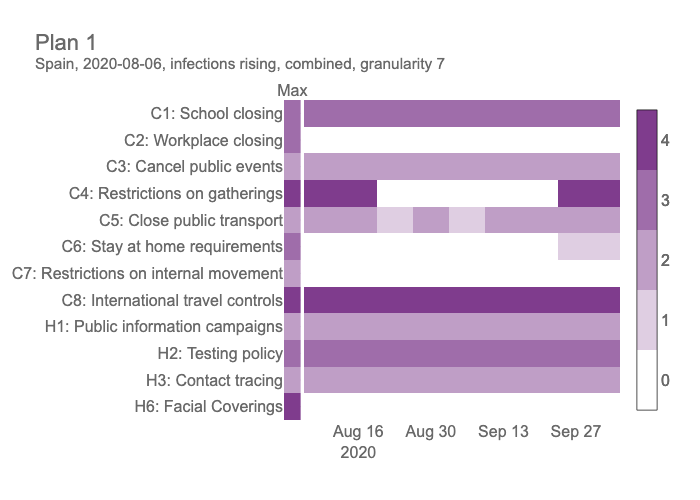 Plan 1
Spain, 2020-08-06, infections rising, combined, granularity 7
Max
C1: School closing
C2: Workplace closing
C3: Cancel public events
C4: Restrictions on gatherings
C5: Close public transport
C6: Stay at home requirements
C7: Restrictions on internal movement
C8: International travel controls
H1: Public information campaigns
H2: Testing policy
H3: Contact tracing
H6: Facial Coverings
4
3
2
1
0
Aug 16 Aug 30 Sep 13 Sep 27
2020